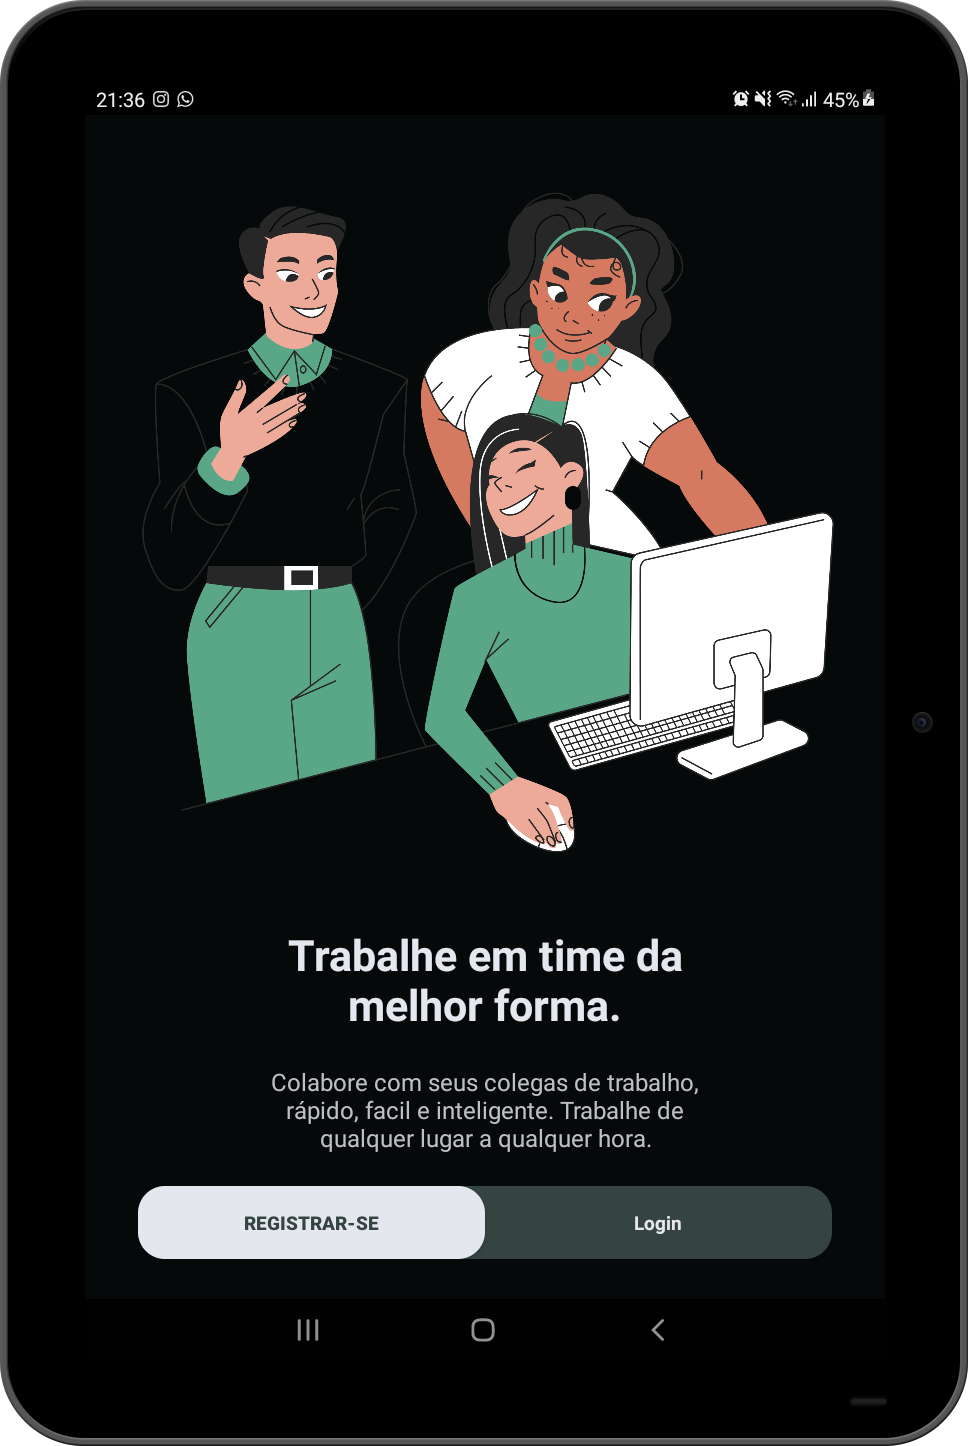 21:36 45%
Trabalhe em time da
melhor forma.
Colabore com seus colegas de trabalho,
rápido, facil e inteligente. Trabalhe de
qualquer lugar a qualquer hora.
REGISTRAR-SE Login